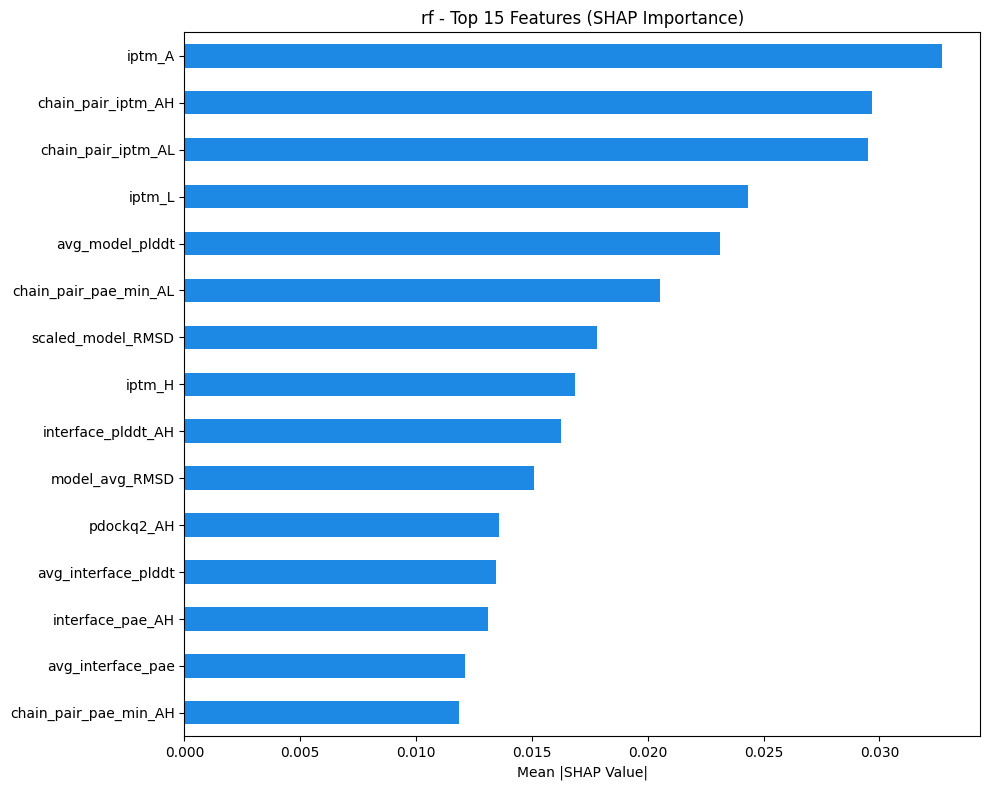 rf - Top 15 Features (SHAP Importance)
iptm_A
chain_pair_iptm_AH
chain_pair_iptm_AL
iptm_L
avg_model_plddt
chain_pair_pae_min_AL
scaled_model_RMSD
iptm_H
interface_plddt_AH
model_avg_RMSD
pdockq2_AH
avg_interface_plddt
interface_pae_AH
avg_interface_pae
chain_pair_pae_min_AH
0.000 0.005 0.010 0.015 0.020 0.025 0.030
Mean |SHAP Value|